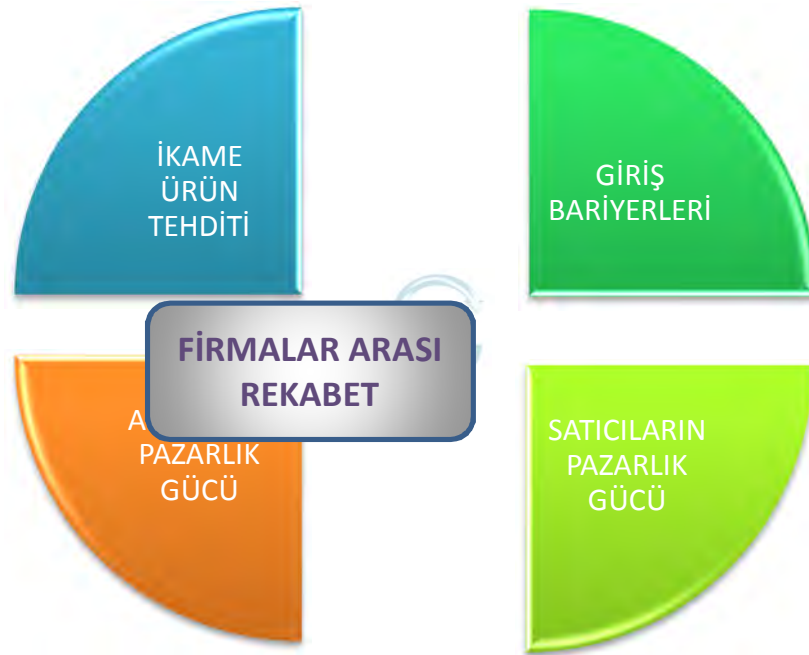 İKAME
ÜRÜN
TEHDİTİ
GİRİŞ
BARİYERLERİ
FİRMALAR ARASI
REKABET
PAZARLIK
GÜCÜ
SATICILARIN
PAZARLIK
GÜCÜ